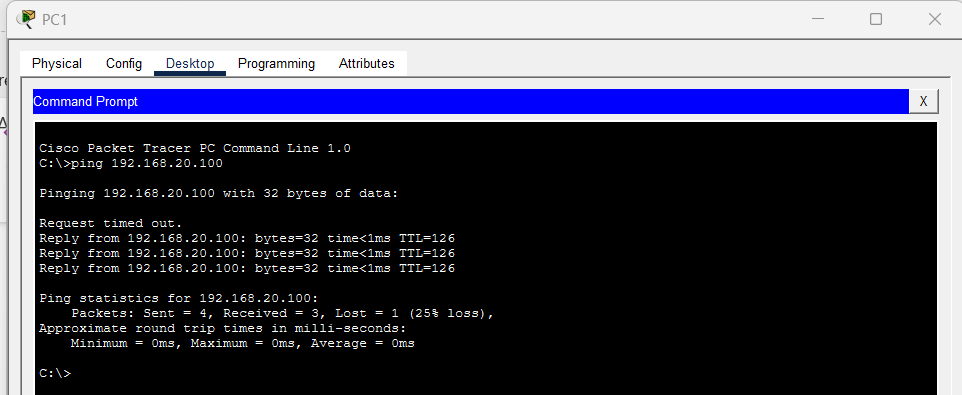 PC1
Physical Config Desktop Programming Attributes
Command Prompt
X
Cisco Packet Tracer PC Command Line 1.0
C:\>ping 192.168.20.100
Pinging 192.168.20.100 with 32 bytes of data:
Request timed out.
Reply from 192.168.20.100: bytes=32 time<1ms TTL=126
Reply from 192.168.20.100: bytes=32 time<1ms TTL=126
Reply from 192.168.20.100: bytes=32 time<1ms TTL=126
Ping statistics for 192.168.20.100:
Packets: Sent = 4, Received = 3, Lost = 1 (25% loss),
Approximate round trip times in milli-seconds:
Minimum = 0ms, Maximum = 0ms, Average = 0ms
C:\>